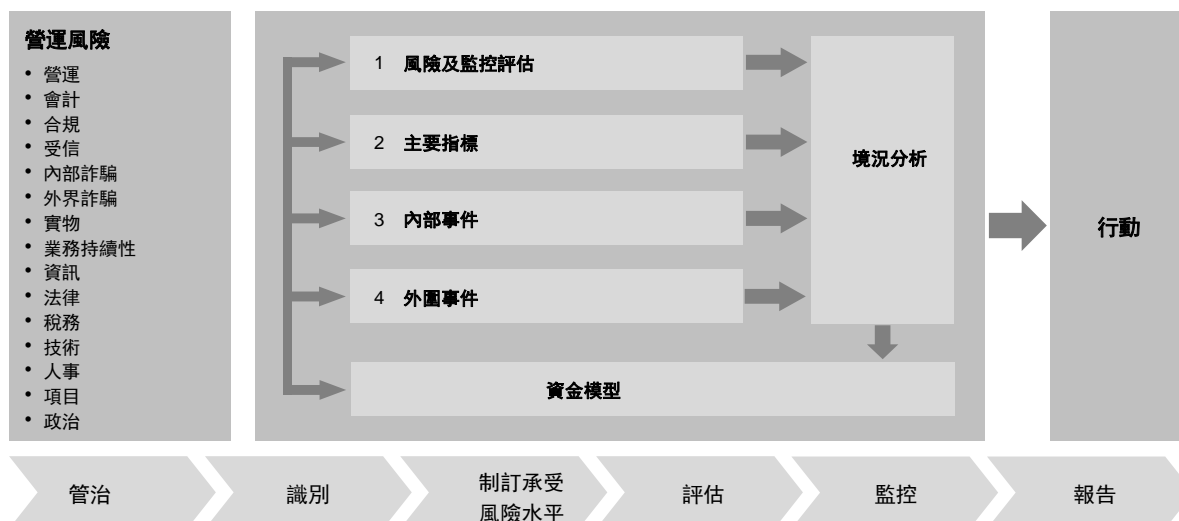 營運風險
• 營運
• 會計
• 合規
• 受信
• 內部詐騙
• 外界詐騙
• 實物
• 業務持續性
• 資訊
• 法律
• 稅務
• 技術
• 人事
• 項目
• 政治
1 風險及監控評估
2 主要指標
3 內部事件
4 外圍事件
境況分析
資金模型
行動
管治
識別
制訂承受
風險水平
評估
監控
報告